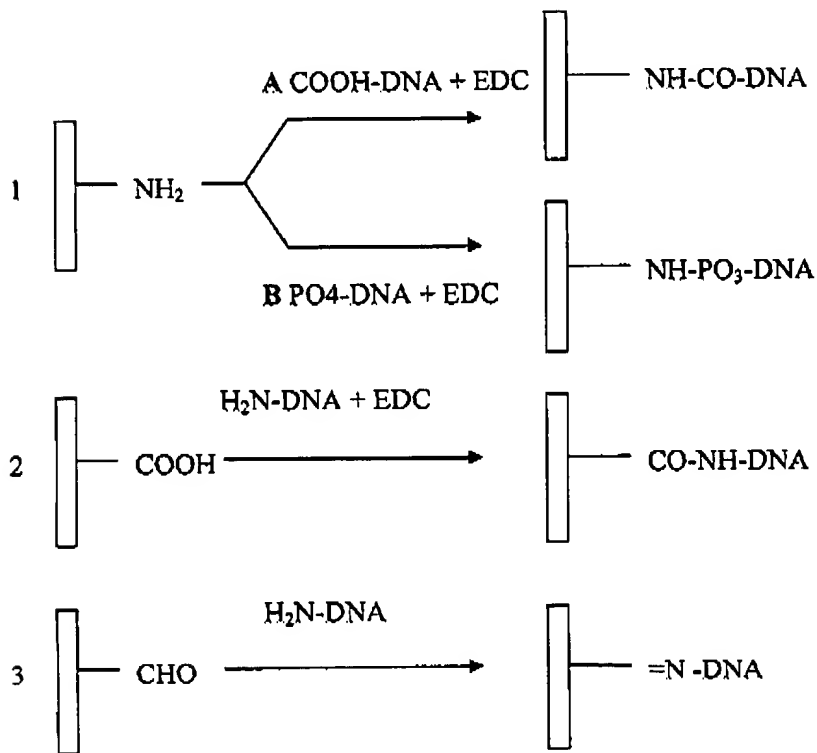 A COOH-DNA + EDC
NH-CO-DNA
1
NH₂
NH-PO₃-DNA
B PO4-DNA + EDC
H₂N-DNA + EDC
2
COOH
CO-NH-DNA
H₂N-DNA
3
CHO
=N -DNA